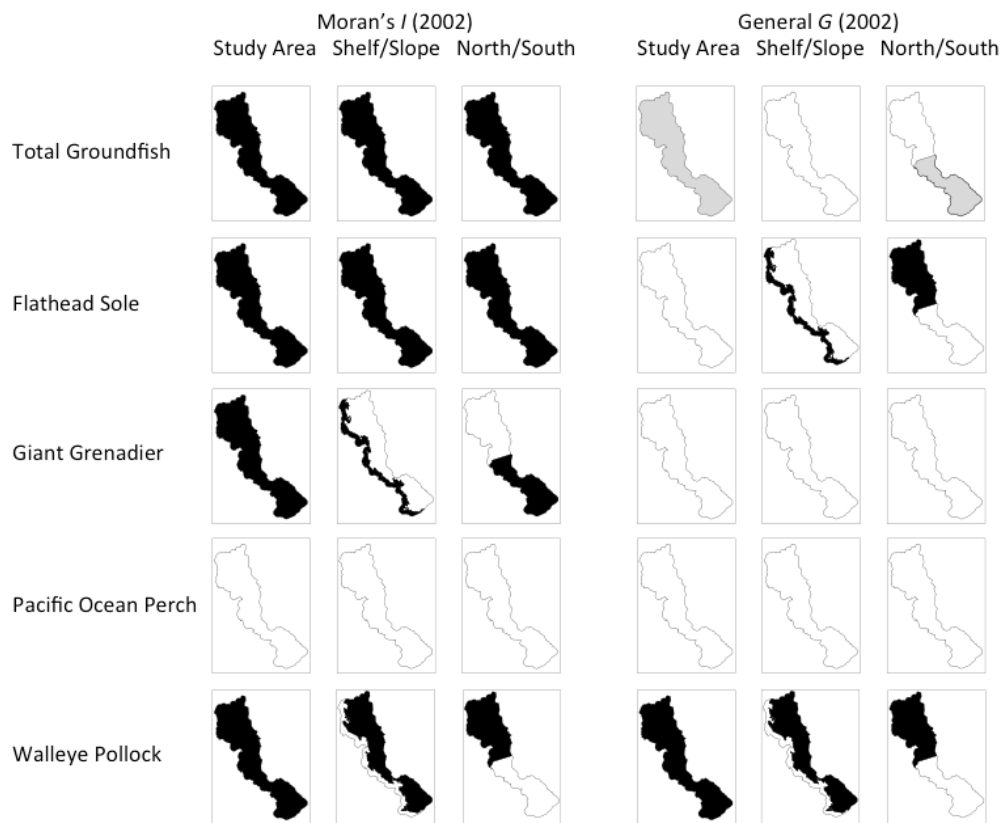 Moran's I (2002)
General G (2002)
Study Area Shelf/Slope North/South
Study Area Shelf/Slope North/South
Total Groundfish
Flathead Sole
Giant Grenadier
Pacific Ocean Perch
Walleye Pollock